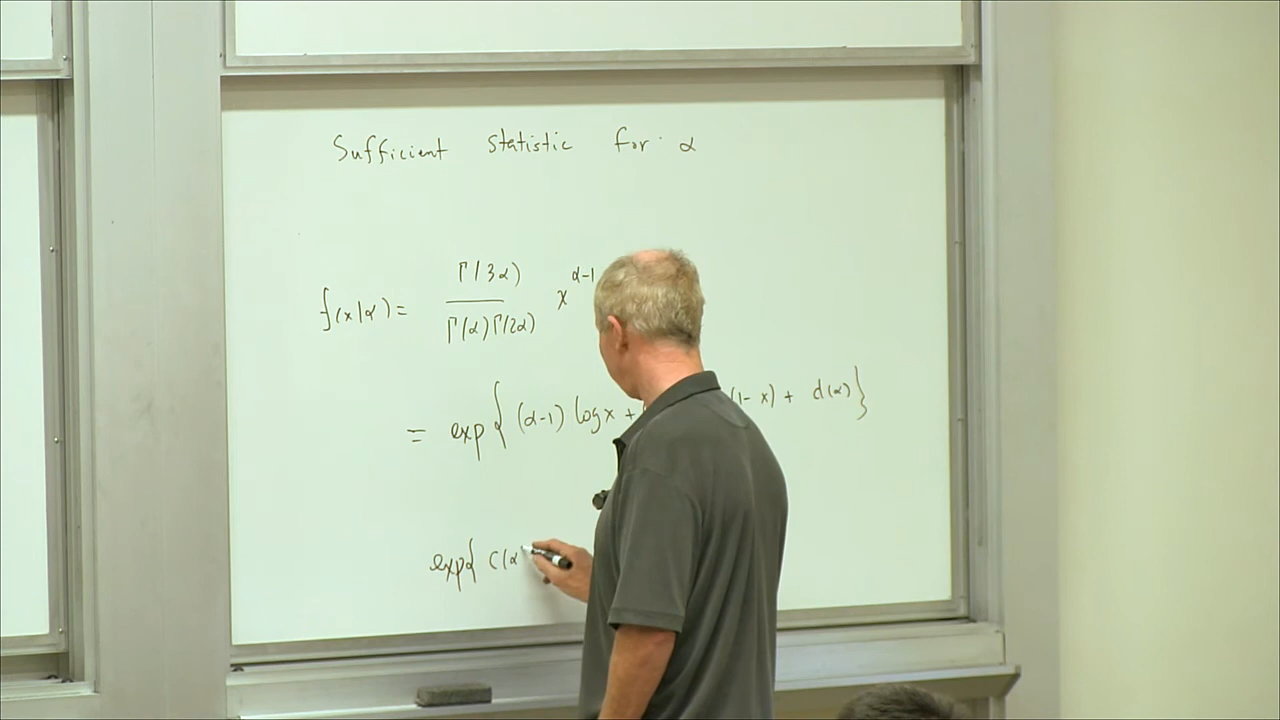 Sufficient statistic for α
f(x|α) = Γ(3α) / Γ(α)Γ(2α) x^α-1
= exp{ (α-1) log x + (1-x) + d(α) }
exp{ c(α